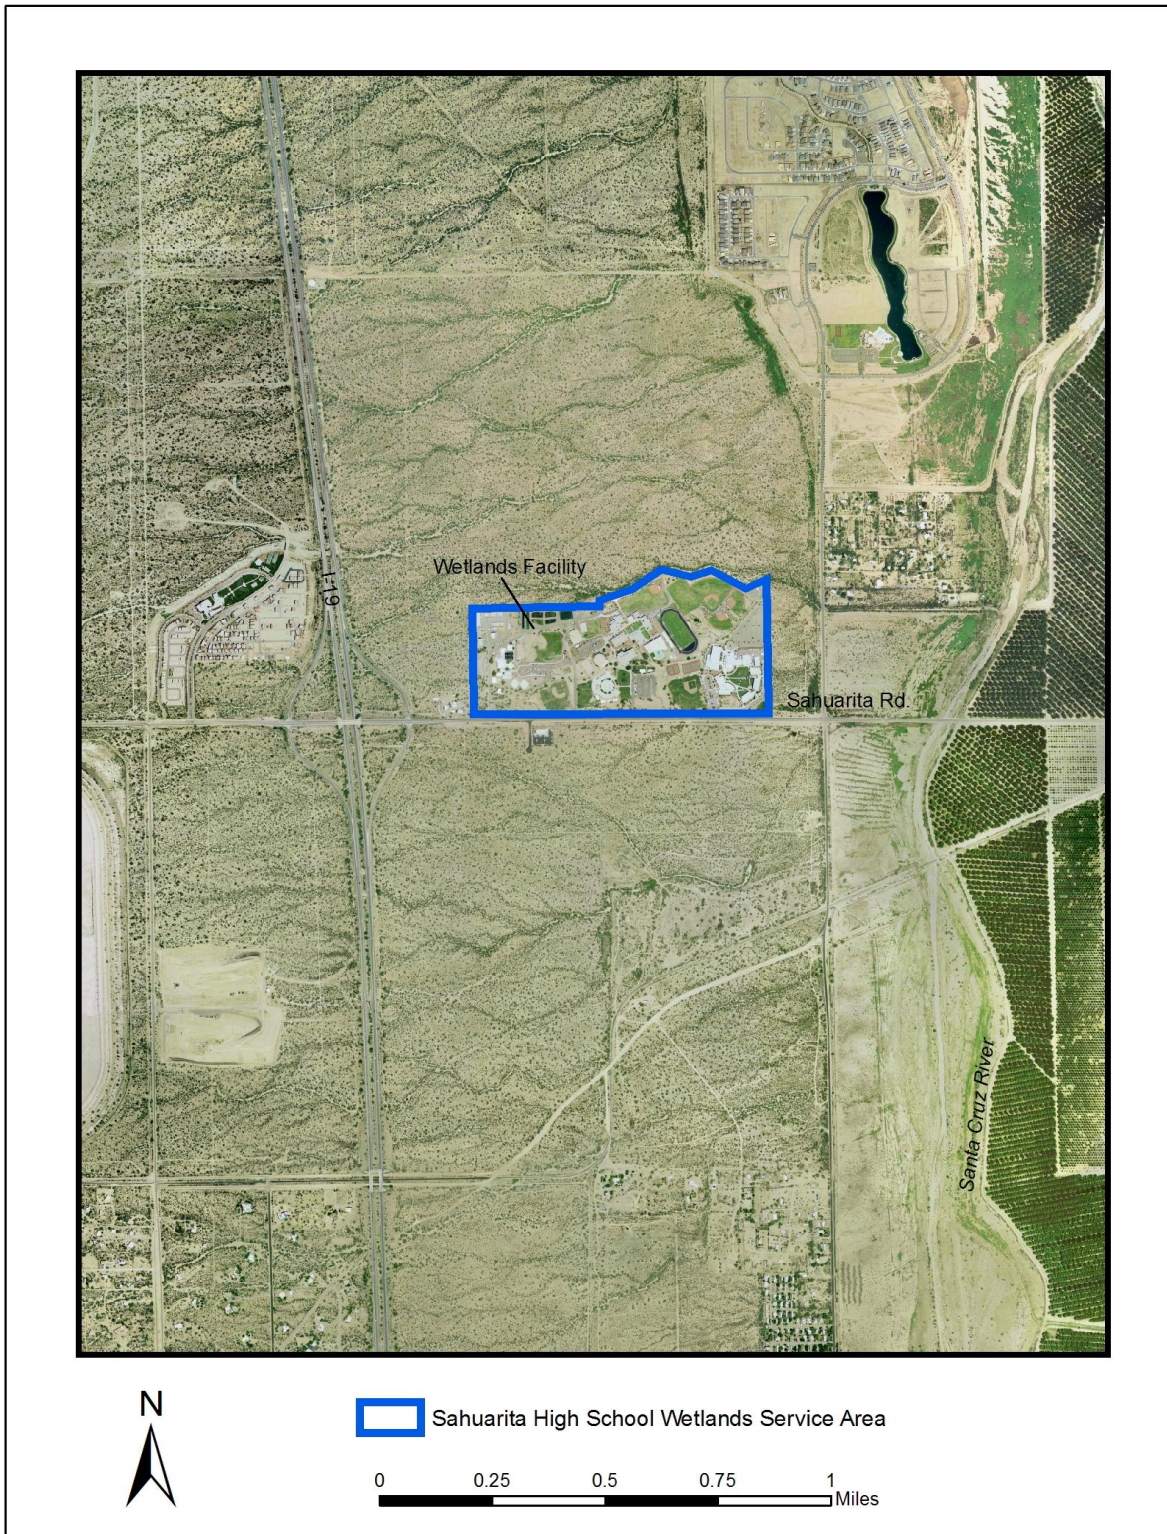 Wetlands Facility
I-19
Sahuarita Rd.
Santa Cruz River
N
Sahuarita High School Wetlands Service Area
0 0.25 0.5 0.75 1
Miles